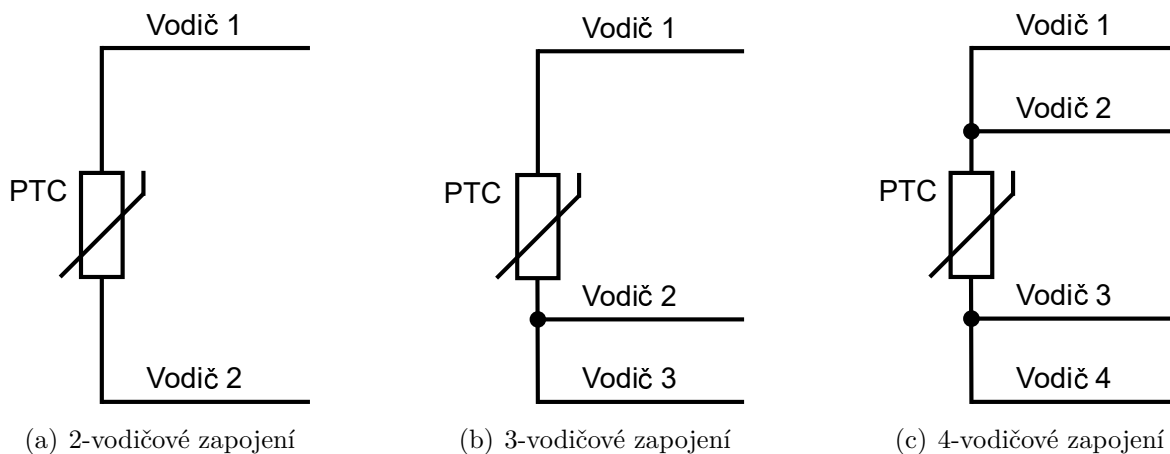 Vodič 1
PTC
Vodič 2
(a) 2-vodičové zapojení
Vodič 1
PTC
Vodič 2
Vodič 3
(b) 3-vodičové zapojení
Vodič 1
Vodič 2
PTC
Vodič 3
Vodič 4
(c) 4-vodičové zapojení